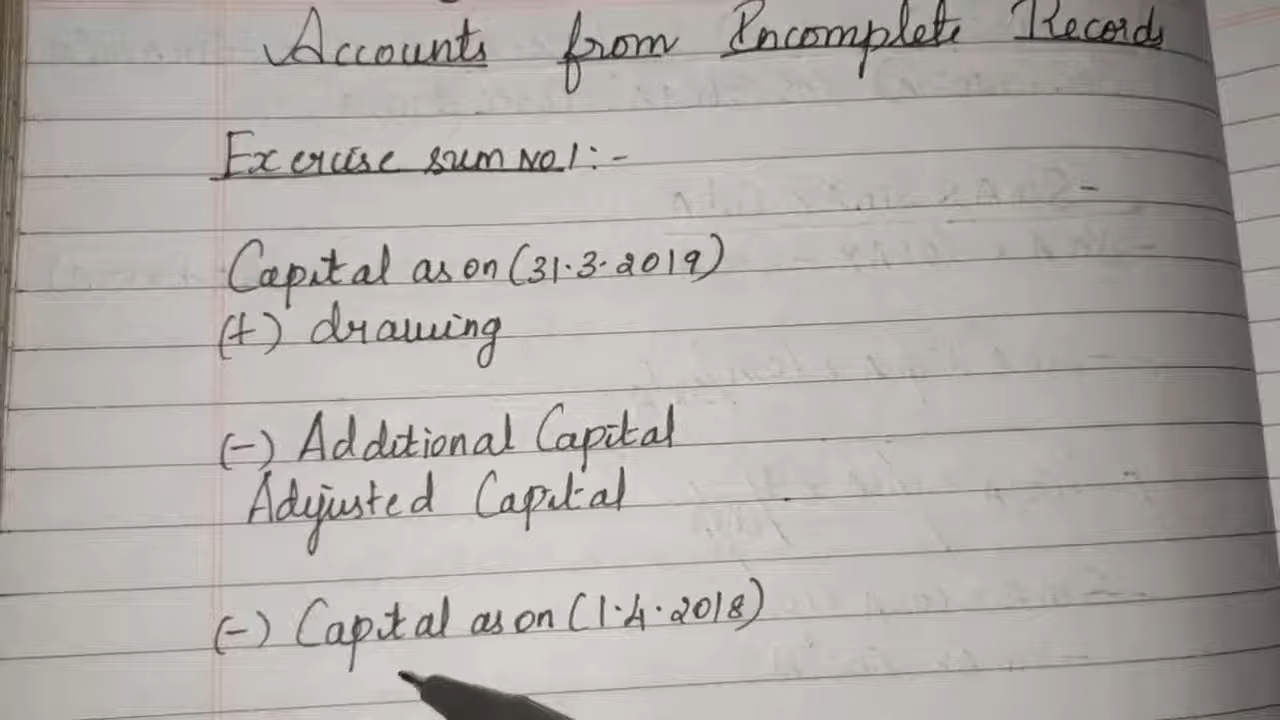 Accounts from Incomplete Records
Exercise sum No 1:-
Capital as on (31.3.2019)
(+) drawing
(-) Additional Capital
Adjusted Capital
(-) Capital as on (1.4.2018)